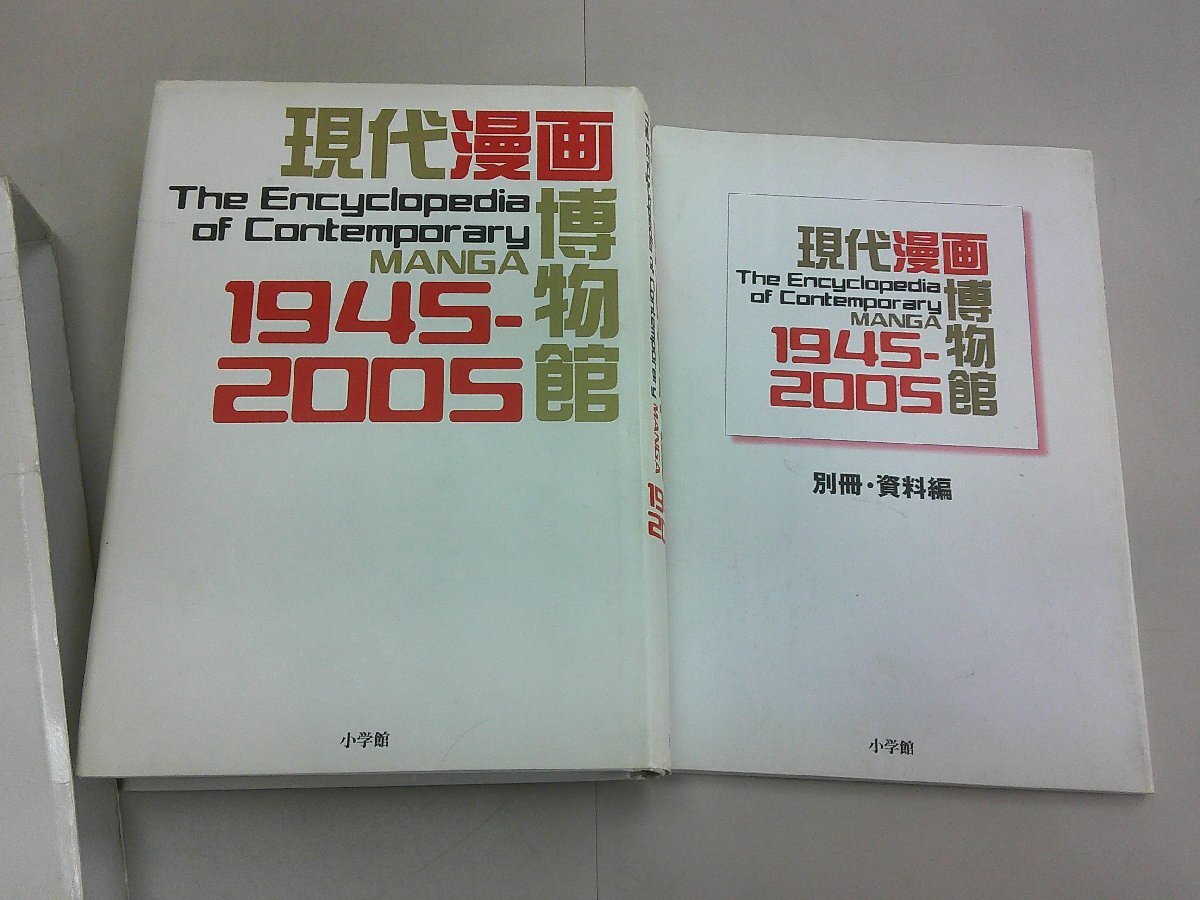 現代漫画博物館
The Encyclopedia
of Contemporary
MANGA
1945-
2005
小学館
The Encyclopedia of Contemporary MANGA
現代漫画博物館
The Encyclopedia
of Contemporary
MANGA
1945-
2005
別冊・資料編
小学館